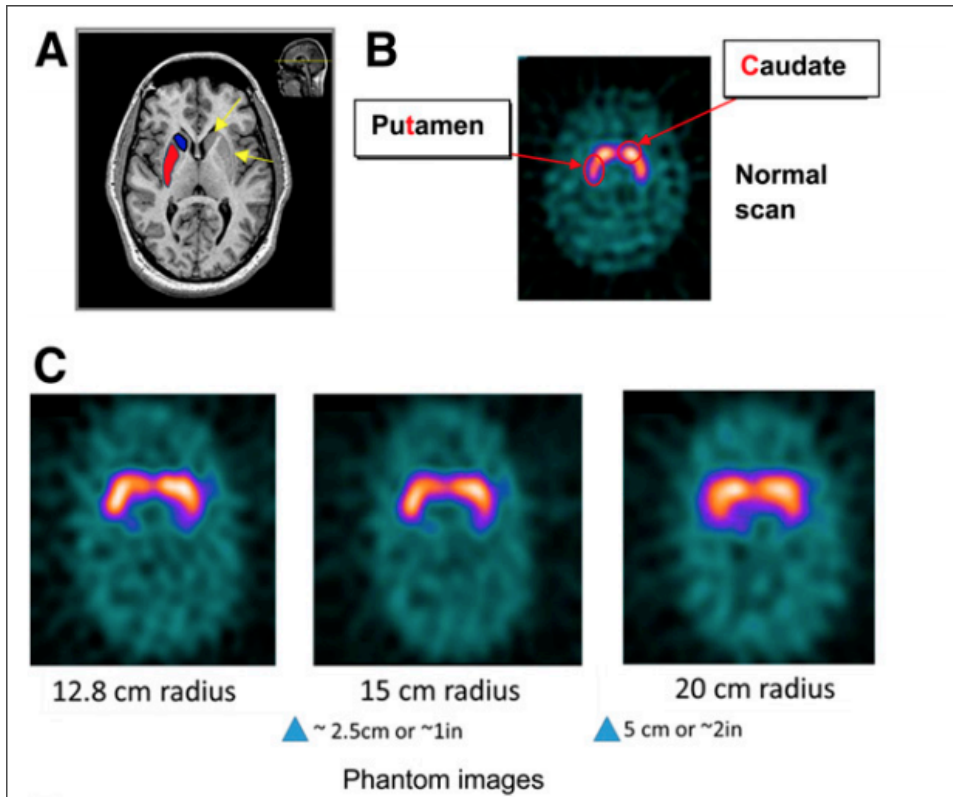 A
B
Caudate
Putamen
Normal
scan
C
12.8 cm radius
15 cm radius
20 cm radius
~ 2.5cm or ~1in
5 cm or ~2in
Phantom images